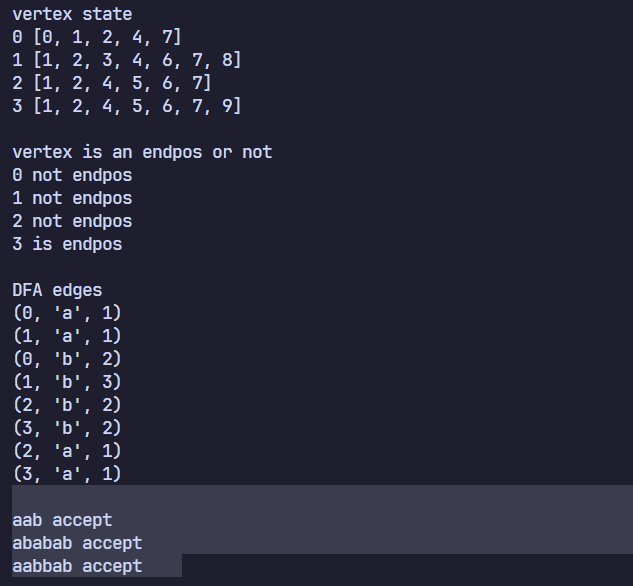 vertex state
0 [0, 1, 2, 4, 7]
1 [1, 2, 3, 4, 6, 7, 8]
2 [1, 2, 4, 5, 6, 7]
3 [1, 2, 4, 5, 6, 7, 9]
vertex is an endpos or not
0 not endpos
1 not endpos
2 not endpos
3 is endpos
DFA edges
(0, 'a', 1)
(1, 'a', 1)
(0, 'b', 2)
(1, 'b', 3)
(2, 'b', 2)
(3, 'b', 2)
(2, 'a', 1)
(3, 'a', 1)
aab accept
ababab accept
aabbab accept